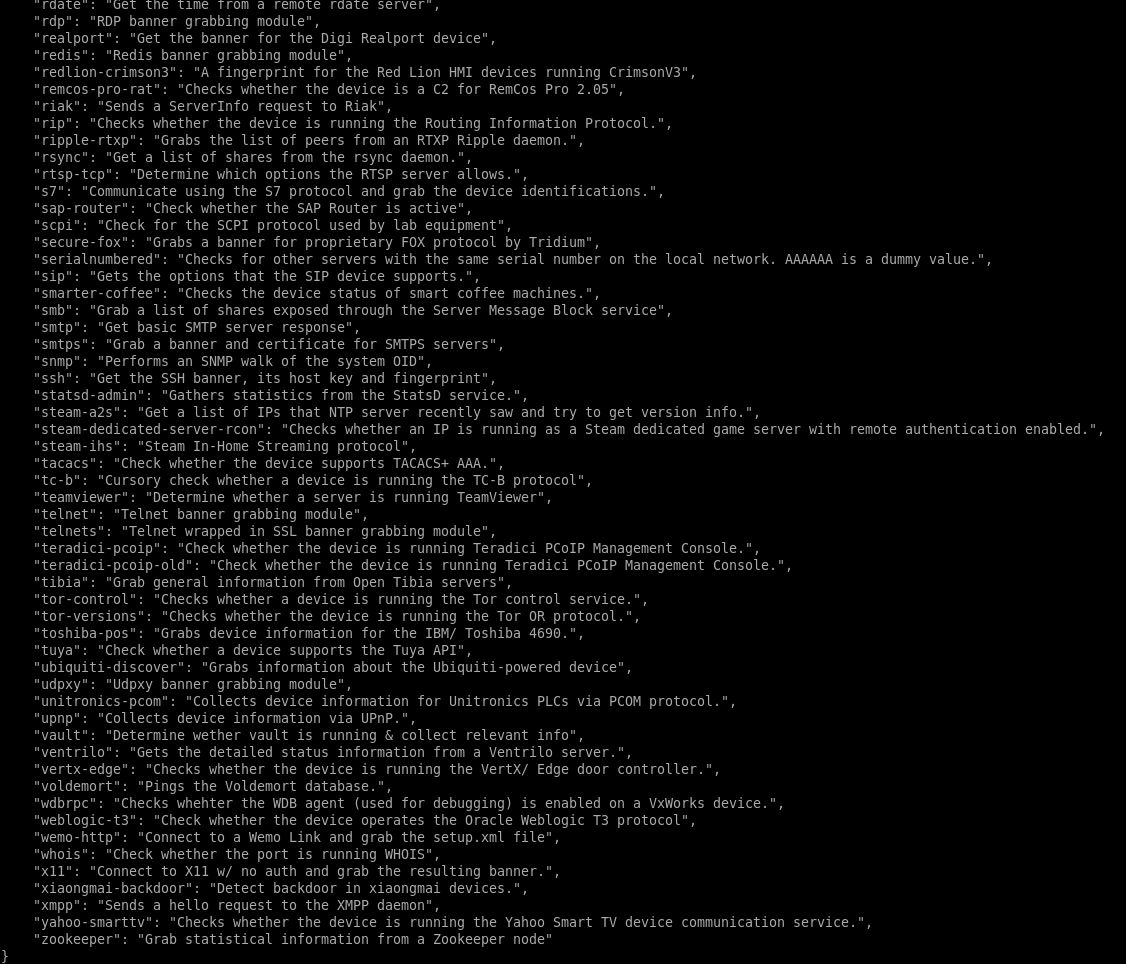 "rdate": "Get the time from a remote rdate server",
"rdp": "RDP banner grabbing module",
"realport": "Get the banner for the Digi Realport device",
"redis": "Redis banner grabbing module",
"redlion-crimson3": "A fingerprint for the Red Lion HMI devices running CrimsonV3",
"remcos-pro-rat": "Checks whether the device is a C2 for RemCos Pro 2.05",
"riak": "Sends a ServerInfo request to Riak",
"rip": "Checks whether the device is running the Routing Information Protocol.",
"ripple-rtxp": "Grabs the list of peers from an RTXP Ripple daemon.",
"rsync": "Get a list of shares from the rsync daemon.",
"rtsp-tcp": "Determine which options the RTSP server allows.",
"s7": "Communicate using the S7 protocol and grab the device identifications.",
"sap-router": "Check whether the SAP Router is active",
"scpi": "Check for the SCPI protocol used by lab equipment",
"secure-fox": "Grabs a banner for proprietary FOX protocol by Tridium",
"serialnumbered": "Checks for other servers with the same serial number on the local network. AAAAAA is a dummy value.",
"sip": "Gets the options that the SIP device supports.",
"smarter-coffee": "Checks the device status of smart coffee machines.",
"smb": "Grab a list of shares exposed through the Server Message Block service",
"smtp": "Get basic SMTP server response",
"smtps": "Grab a banner and certificate for SMTPS servers",
"snmp": "Performs an SNMP walk of the system OID",
"ssh": "Get the SSH banner, its host key and fingerprint",
"statsd-admin": "Gathers statistics from the StatsD service.",
"steam-a2s": "Get a list of IPs that NTP server recently saw and try to get version info.",
"steam-dedicated-server-rcon": "Checks whether an IP is running as a Steam dedicated game server with remote authentication enabled.",
"steam-ihs": "Steam In-Home Streaming protocol",
"tacacs": "Check whether the device supports TACACS+ AAA.",
"tc-b": "Cursory check whether a device is running the TC-B protocol",
"teamviewer": "Determine whether a server is running TeamViewer",
"telnet": "Telnet banner grabbing module",
"telnets": "Telnet wrapped in SSL banner grabbing module",
"teradici-pcoip": "Check whether the device is running Teradici PCoIP Management Console.",
"teradici-pcoip-old": "Check whether the device is running Teradici PCoIP Management Console.",
"tibia": "Grab general information from Open Tibia servers",
"tor-control": "Checks whether a device is running the Tor control service.",
"tor-versions": "Checks whether the device is running the Tor OR protocol.",
"toshiba-pos": "Grabs device information for the IBM/ Toshiba 4690.",
"tuya": "Check whether a device supports the Tuya API",
"ubiquiti-discover": "Grabs information about the Ubiquiti-powered device",
"udpxy": "Udpxy banner grabbing module",
"unitronics-pcom": "Collects device information for Unitronics PLCs via PCOM protocol.",
"upnp": "Collects device information via UPnP.",
"vault": "Determine wether vault is running & collect relevant info",
"ventrilo": "Gets the detailed status information from a Ventrilo server.",
"vertx-edge": "Checks whether the device is running the VertX/ Edge door controller.",
"voldemort": "Pings the Voldemort database.",
"wdbrpc": "Checks whehter the WDB agent (used for debugging) is enabled on a VxWorks device.",
"weblogic-t3": "Check whether the device operates the Oracle Weblogic T3 protocol",
"wemo-http": "Connect to a Wemo Link and grab the setup.xml file",
"whois": "Check whether the port is running WHOIS",
"x11": "Connect to X11 w/ no auth and grab the resulting banner.",
"xiaongmai-backdoor": "Detect backdoor in xiaongmai devices.",
"xmpp": "Sends a hello request to the XMPP daemon",
"yahoo-smarttv": "Checks whether the device is running the Yahoo Smart TV device communication service.",
"zookeeper": "Grab statistical information from a Zookeeper node"
}